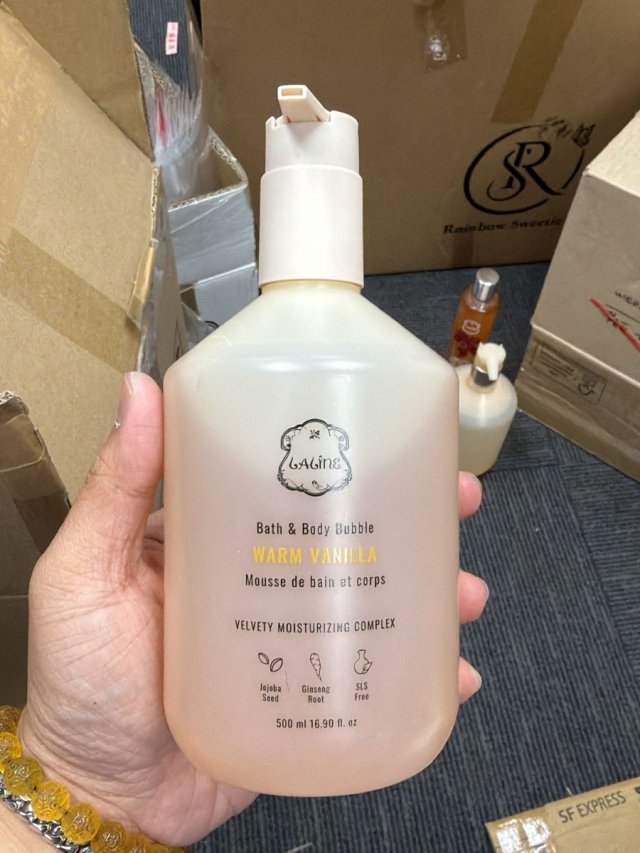 SR
Rainbow Sweetie
LALINE
Bath & Body Bubble
WARM VANILLA
Mousse de bain et corps
VELVETY MOISTURIZING COMPLEX
Jojoba Seed
Ginseng Root
SLS Free
500 ml 16.90 fl. oz
SF EXPRESS